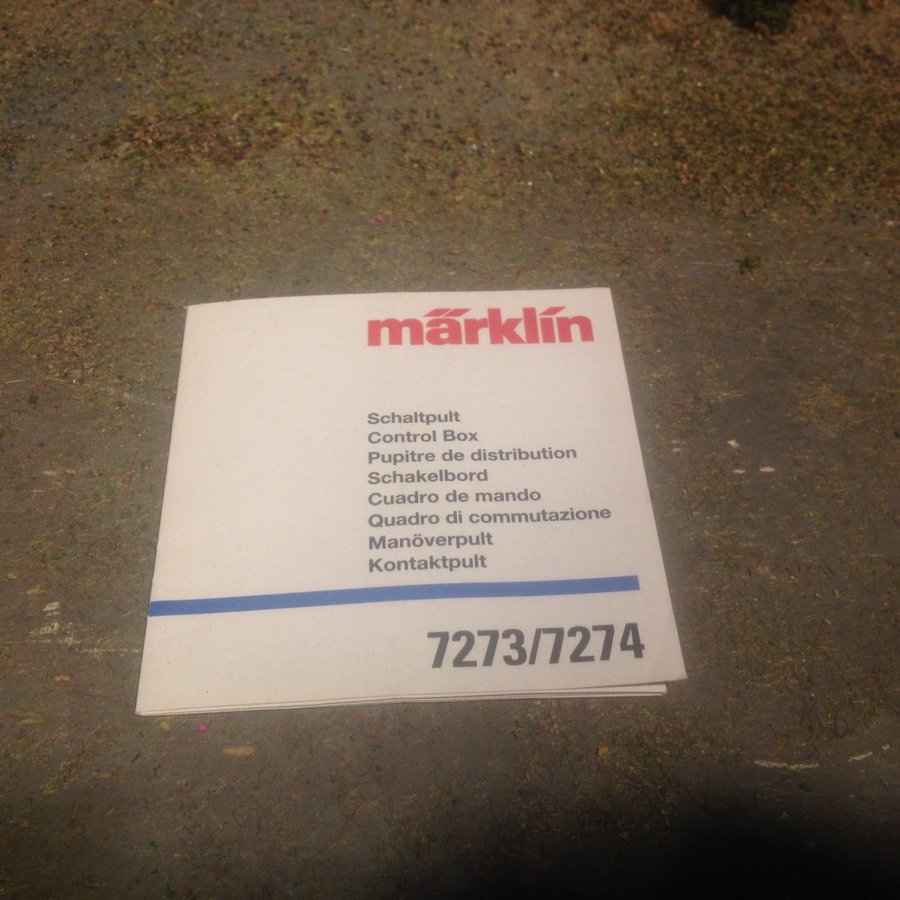 märklin
Schaltpult
Control Box
Pupitre de distribution
Schakelbord
Cuadro de mando
Quadro di commutazione
Manöverpult
Kontaktpult
7273/7274